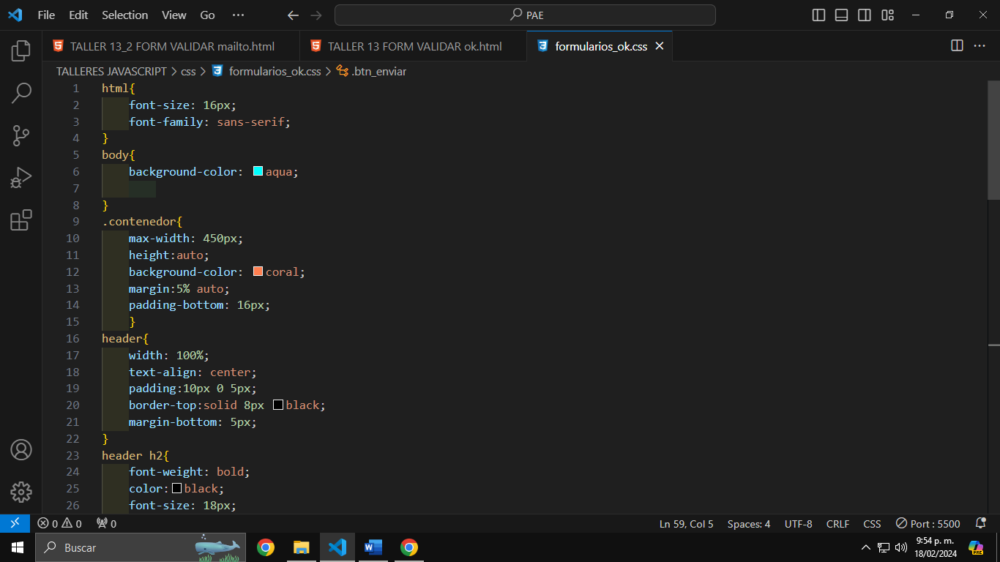 File Edit Selection View Go ··· PAE
TALLER 13_2 FORM VALIDAR mailto.html TALLER 13 FORM VALIDAR ok.html formularios_ok.css
TALLERES JAVASCRIPT > css > formularios_ok.css > .btn_enviar
1 html{
2 font-size: 16px;
3 font-family: sans-serif;
4 }
5 body{
6 background-color: aqua;
7
8 }
9 .contenedor{
10 max-width: 450px;
11 height:auto;
12 background-color: coral;
13 margin:5% auto;
14 padding-bottom: 16px;
15 }
16 header{
17 width: 100%;
18 text-align: center;
19 padding:10px 0 5px;
20 border-top:solid 8px black;
21 margin-bottom: 5px;
22 }
23 header h2{
24 font-weight: bold;
25 color:black;
26 font-size: 18px;
0 0 0 Ln 59, Col 5 Spaces: 4 UTF-8 CRLF CSS Port : 5500
Buscar 9:54 p. m.
18/02/2024